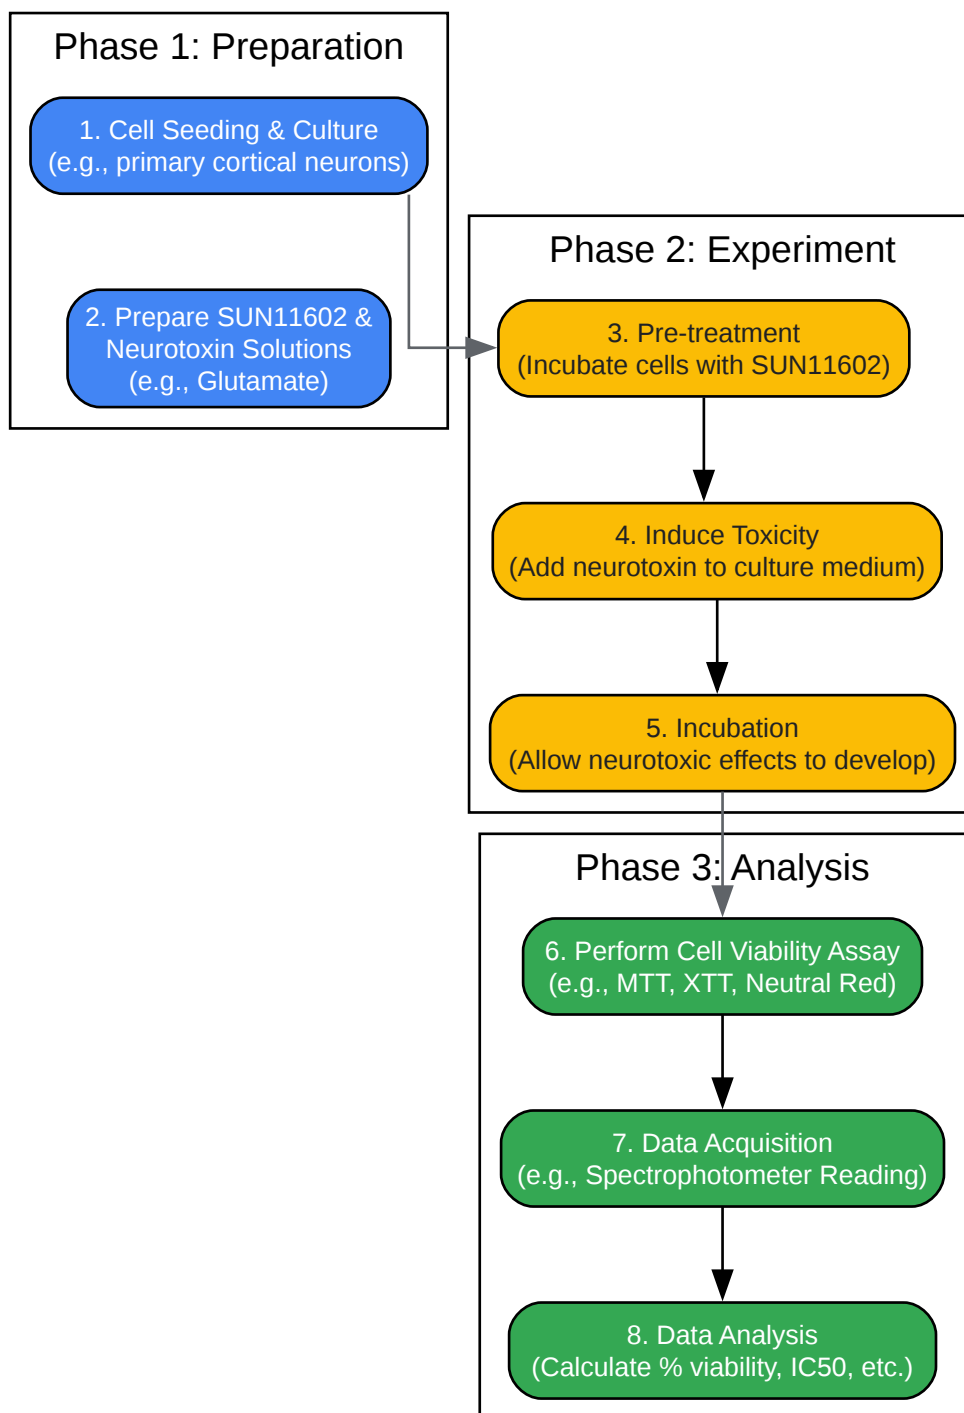 Phase 1: Preparation
1. Cell Seeding & Culture
(e.g., primary cortical neurons)
2. Prepare SUN11602 &
Neurotoxin Solutions
(e.g., Glutamate)
Phase 2: Experiment
3. Pre-treatment
(Incubate cells with SUN11602)
4. Induce Toxicity
(Add neurotoxin to culture medium)
5. Incubation
(Allow neurotoxic effects to develop)
Phase 3: Analysis
6. Perform Cell Viability Assay
(e.g., MTT, XTT, Neutral Red)
7. Data Acquisition
(e.g., Spectrophotometer Reading)
8. Data Analysis
(Calculate % viability, IC50, etc.)